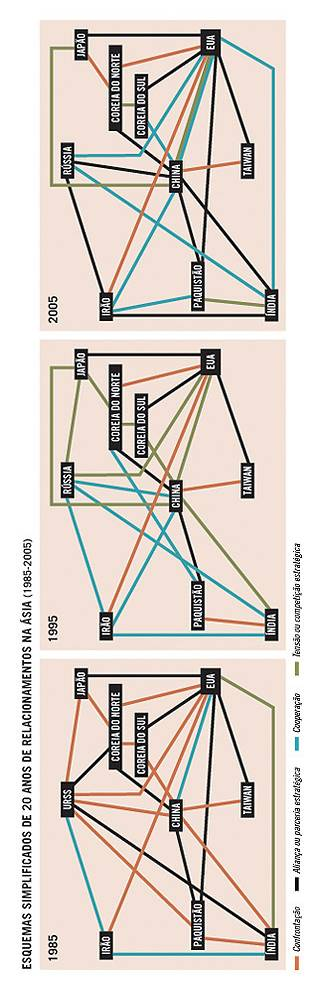 ESQUEMAS SIMPLIFICADOS DE 20 ANOS DE RELACIONAMENTOS NA ÁSIA (1985-2005)
1985
IRÃO
URSS
JAPÃO
COREIA DO NORTE
COREIA DO SUL
CHINA
EUA
PAQUISTÃO
TAIWAN
ÍNDIA
1995
IRÃO
RÚSSIA
JAPÃO
COREIA DO NORTE
COREIA DO SUL
CHINA
EUA
PAQUISTÃO
TAIWAN
ÍNDIA
2005
IRÃO
RÚSSIA
JAPÃO
COREIA DO NORTE
COREIA DO SUL
CHINA
EUA
PAQUISTÃO
TAIWAN
ÍNDIA
Confrontação
Aliança ou parceria estratégica
Cooperação
Tensão ou competição estratégica